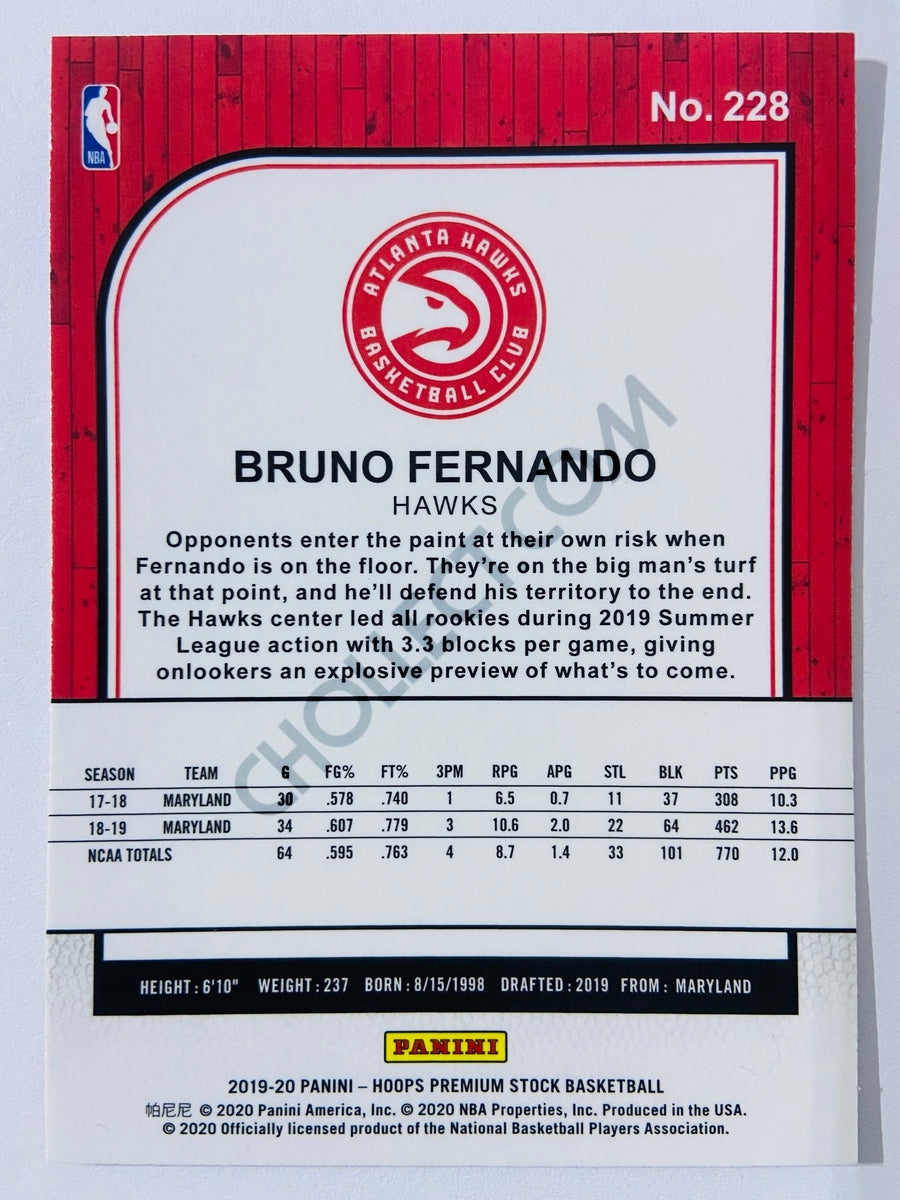 No. 228
NBA
ATLANTA HAWKS
BASKETBALL CLUB
BRUNO FERNANDO
HAWKS
Opponents enter the paint at their own risk when
Fernando is on the floor. They're on the big man's turf
at that point, and he'll defend his territory to the end.
The Hawks center led all rookies during 2019 Summer
League action with 3.3 blocks per game, giving
onlookers an explosive preview of what's to come.
CHOLLECT.COM
SEASON TEAM G FG% FT% 3PM RPG APG STL BLK PTS PPG
17-18 MARYLAND 30 .578 .740 1 6.5 0.7 11 37 308 10.3
18-19 MARYLAND 34 .607 .779 3 10.6 2.0 22 64 462 13.6
NCAA TOTALS 64 .595 .763 4 8.7 1.4 33 101 770 12.0
HEIGHT: 6'10" WEIGHT: 237 BORN: 8/15/1998 DRAFTED: 2019 FROM: MARYLAND
PANINI
2019-20 PANINI – HOOPS PREMIUM STOCK BASKETBALL
帕尼尼 © 2020 Panini America, Inc. © 2020 NBA Properties, Inc. Produced in the USA.
© 2020 Officially licensed product of the National Basketball Players Association.